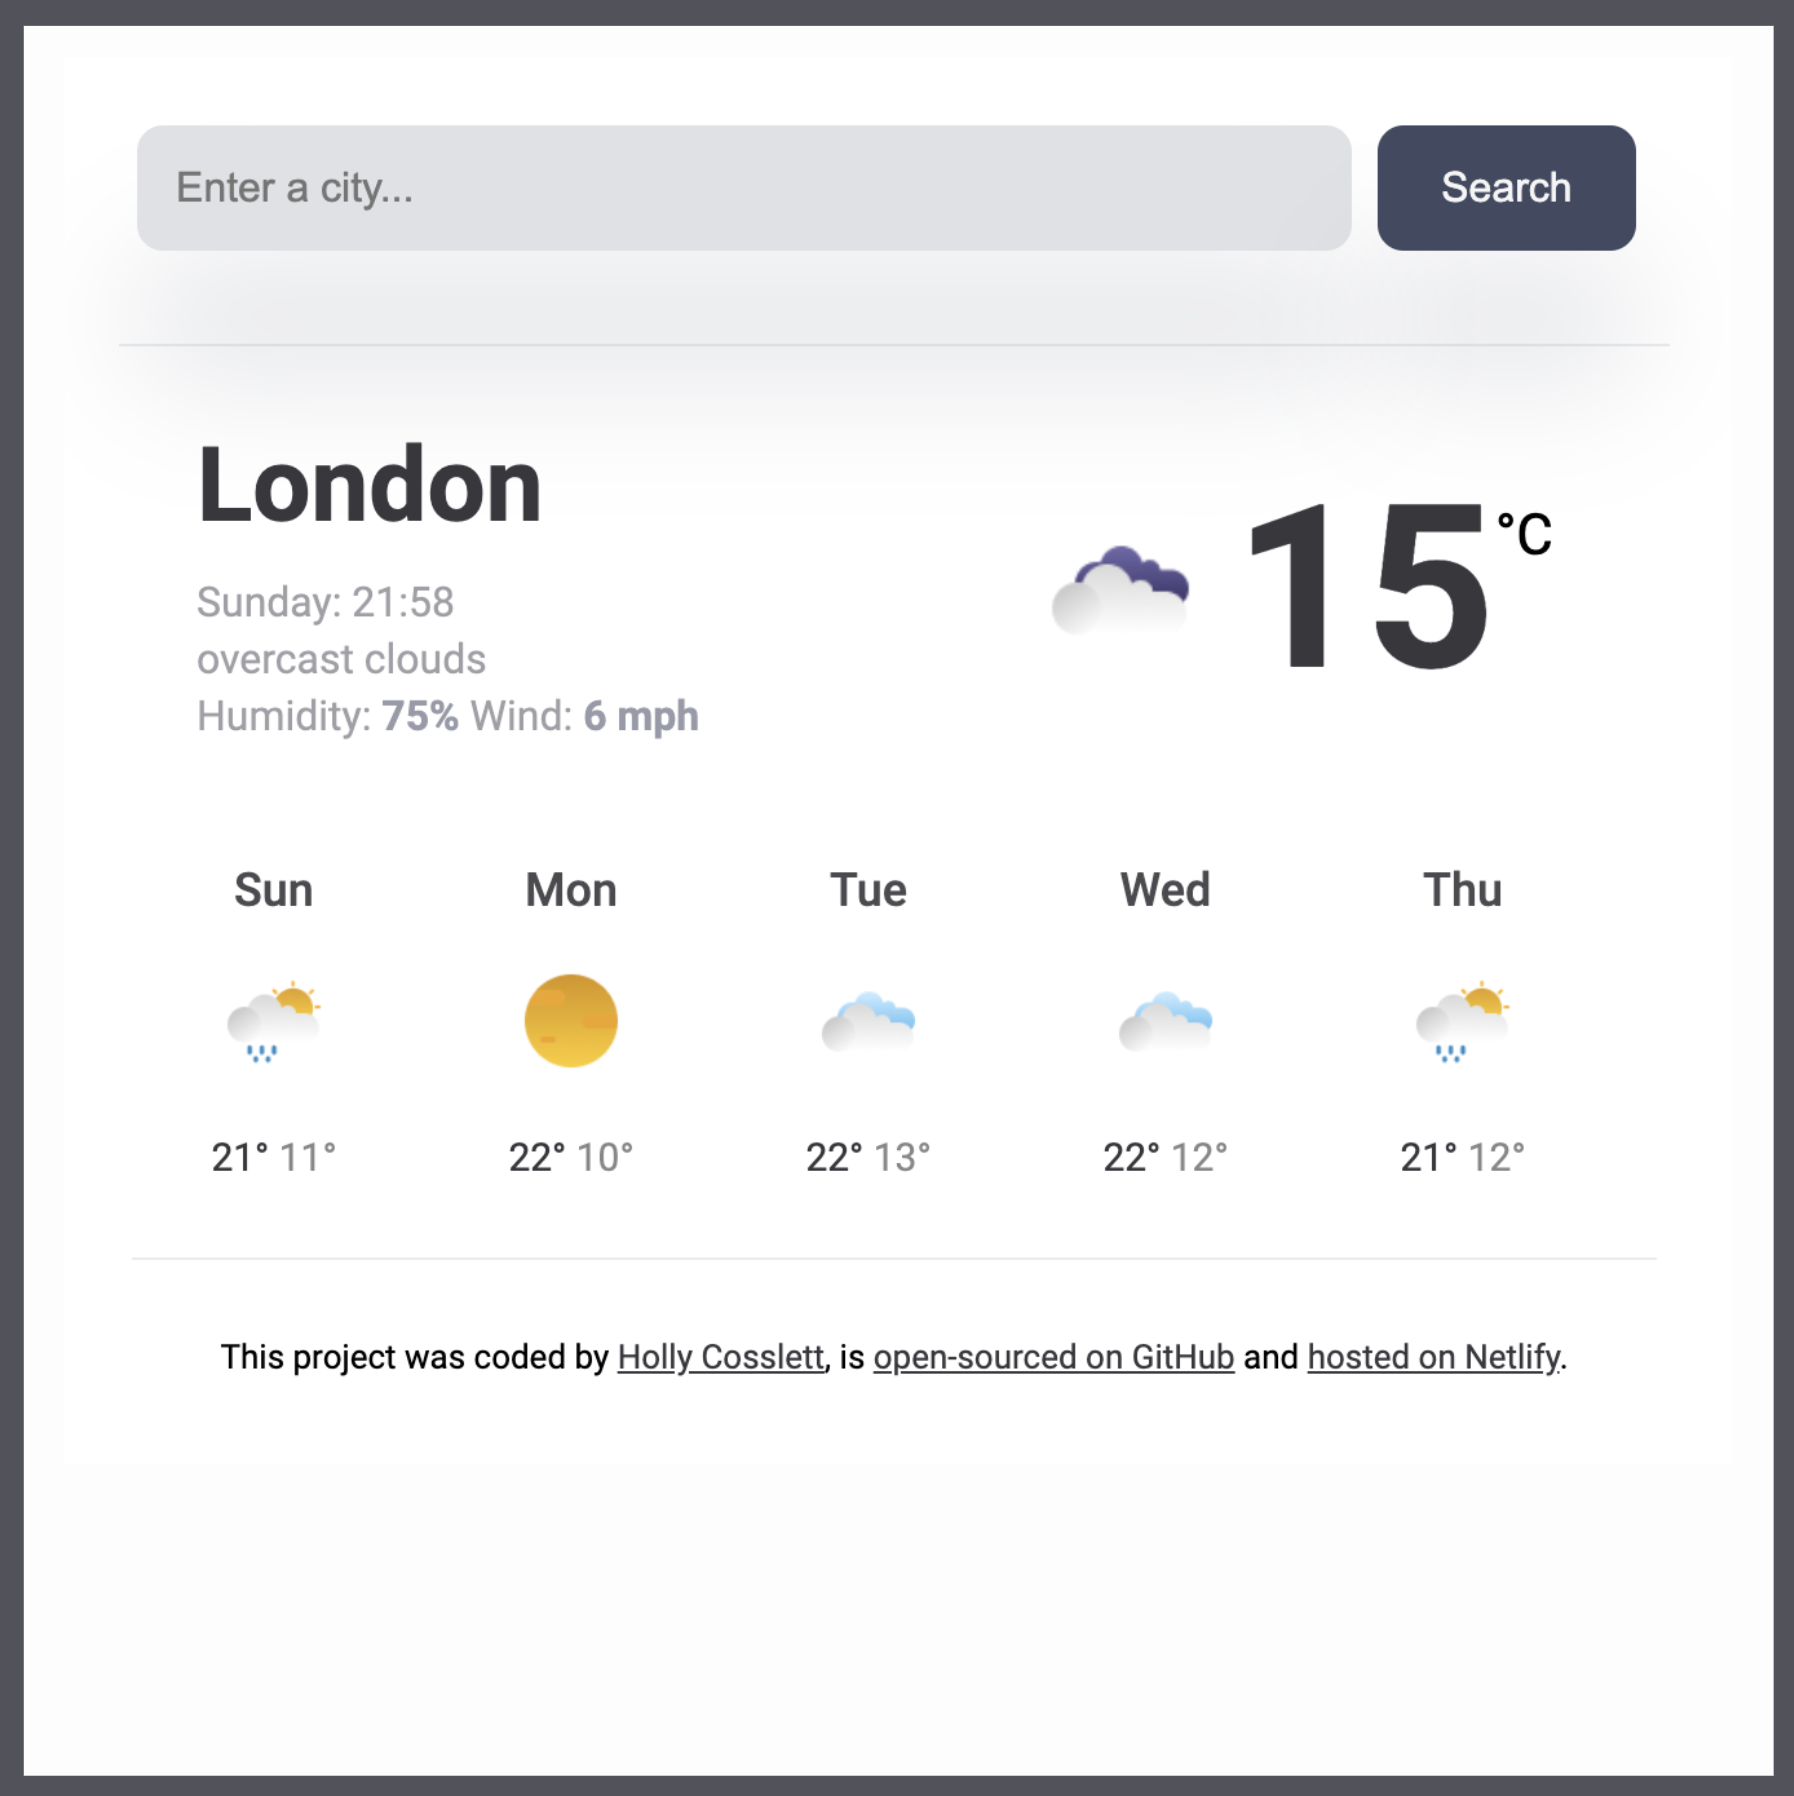 Enter a city...
Search
London
15 °C
Sunday: 21:58
overcast clouds
Humidity: 75% Wind: 6 mph
Sun Mon Tue Wed Thu
21° 11° 22° 10° 22° 13° 22° 12° 21° 12°
This project was coded by Holly Cosslett, is open-sourced on GitHub and hosted on Netlify.